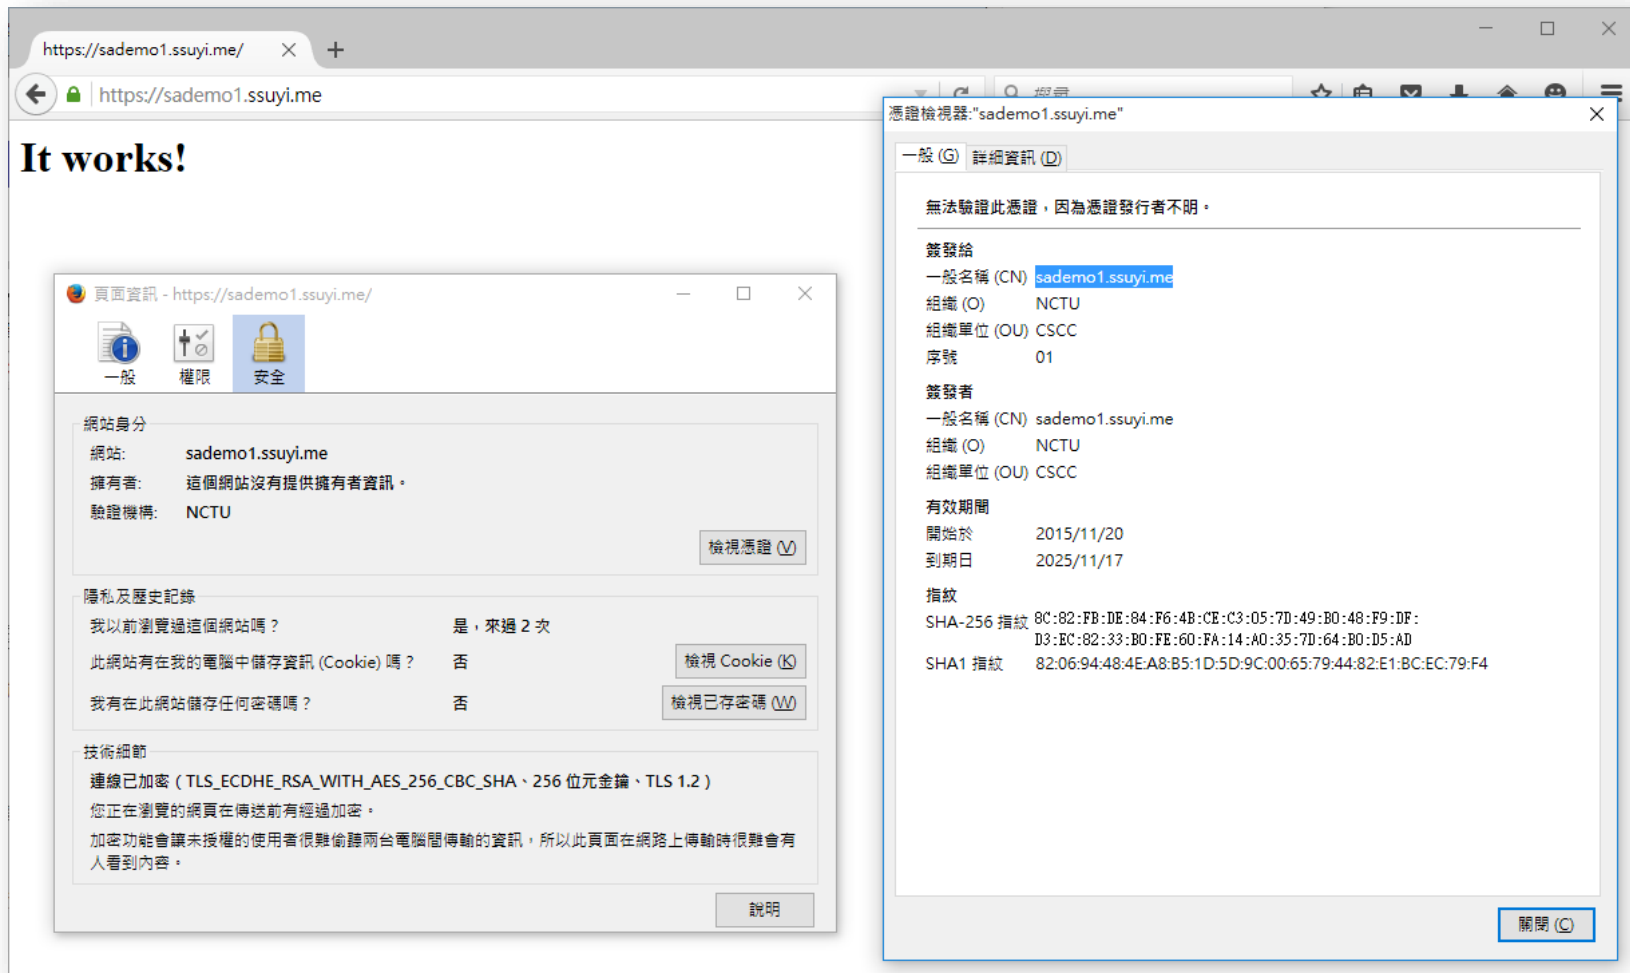 https://sademo1.ssuyi.me/
https://sademo1.ssuyi.me
搜尋
It works!
頁面資訊 - https://sademo1.ssuyi.me/
一般 權限 安全
網站身分
網站: sademo1.ssuyi.me
擁有者: 這個網站沒有提供擁有者資訊。
驗證機構: NCTU
檢視憑證 (V)
隱私及歷史記錄
我以前瀏覽過這個網站嗎？ 是，來過 2 次
此網站有在我的電腦中儲存資訊 (Cookie) 嗎？ 否 檢視 Cookie (K)
我有在此網站儲存任何密碼嗎？ 否 檢視已存密碼 (W)
技術細節
連線已加密（TLS_ECDHE_RSA_WITH_AES_256_CBC_SHA、256 位元金鑰、TLS 1.2）
您正在瀏覽的網頁在傳送前有經過加密。
加密功能會讓未授權的使用者很難偷聽兩台電腦間傳輸的資訊，所以此頁面在網路上傳輸時很難會有
人看到內容。
說明
憑證檢視器:"sademo1.ssuyi.me"
一般 (G) 詳細資訊 (D)
無法驗證此憑證，因為憑證發行者不明。
簽發給
一般名稱 (CN) sademo1.ssuyi.me
組織 (O) NCTU
組織單位 (OU) CSCC
序號 01
簽發者
一般名稱 (CN) sademo1.ssuyi.me
組織 (O) NCTU
組織單位 (OU) CSCC
有效期間
開始於 2015/11/20
到期日 2025/11/17
指紋
SHA-256 指紋 8C:82:FB:DE:84:F6:4B:CE:C3:05:7D:49:B0:48:F9:DF:
D3:EC:82:33:B0:FE:60:FA:14:A0:35:7D:64:B0:D5:AD
SHA1 指紋 82:06:94:48:4E:A8:B5:1D:5D:9C:00:65:79:44:82:E1:BC:EC:79:F4
關閉 (C)